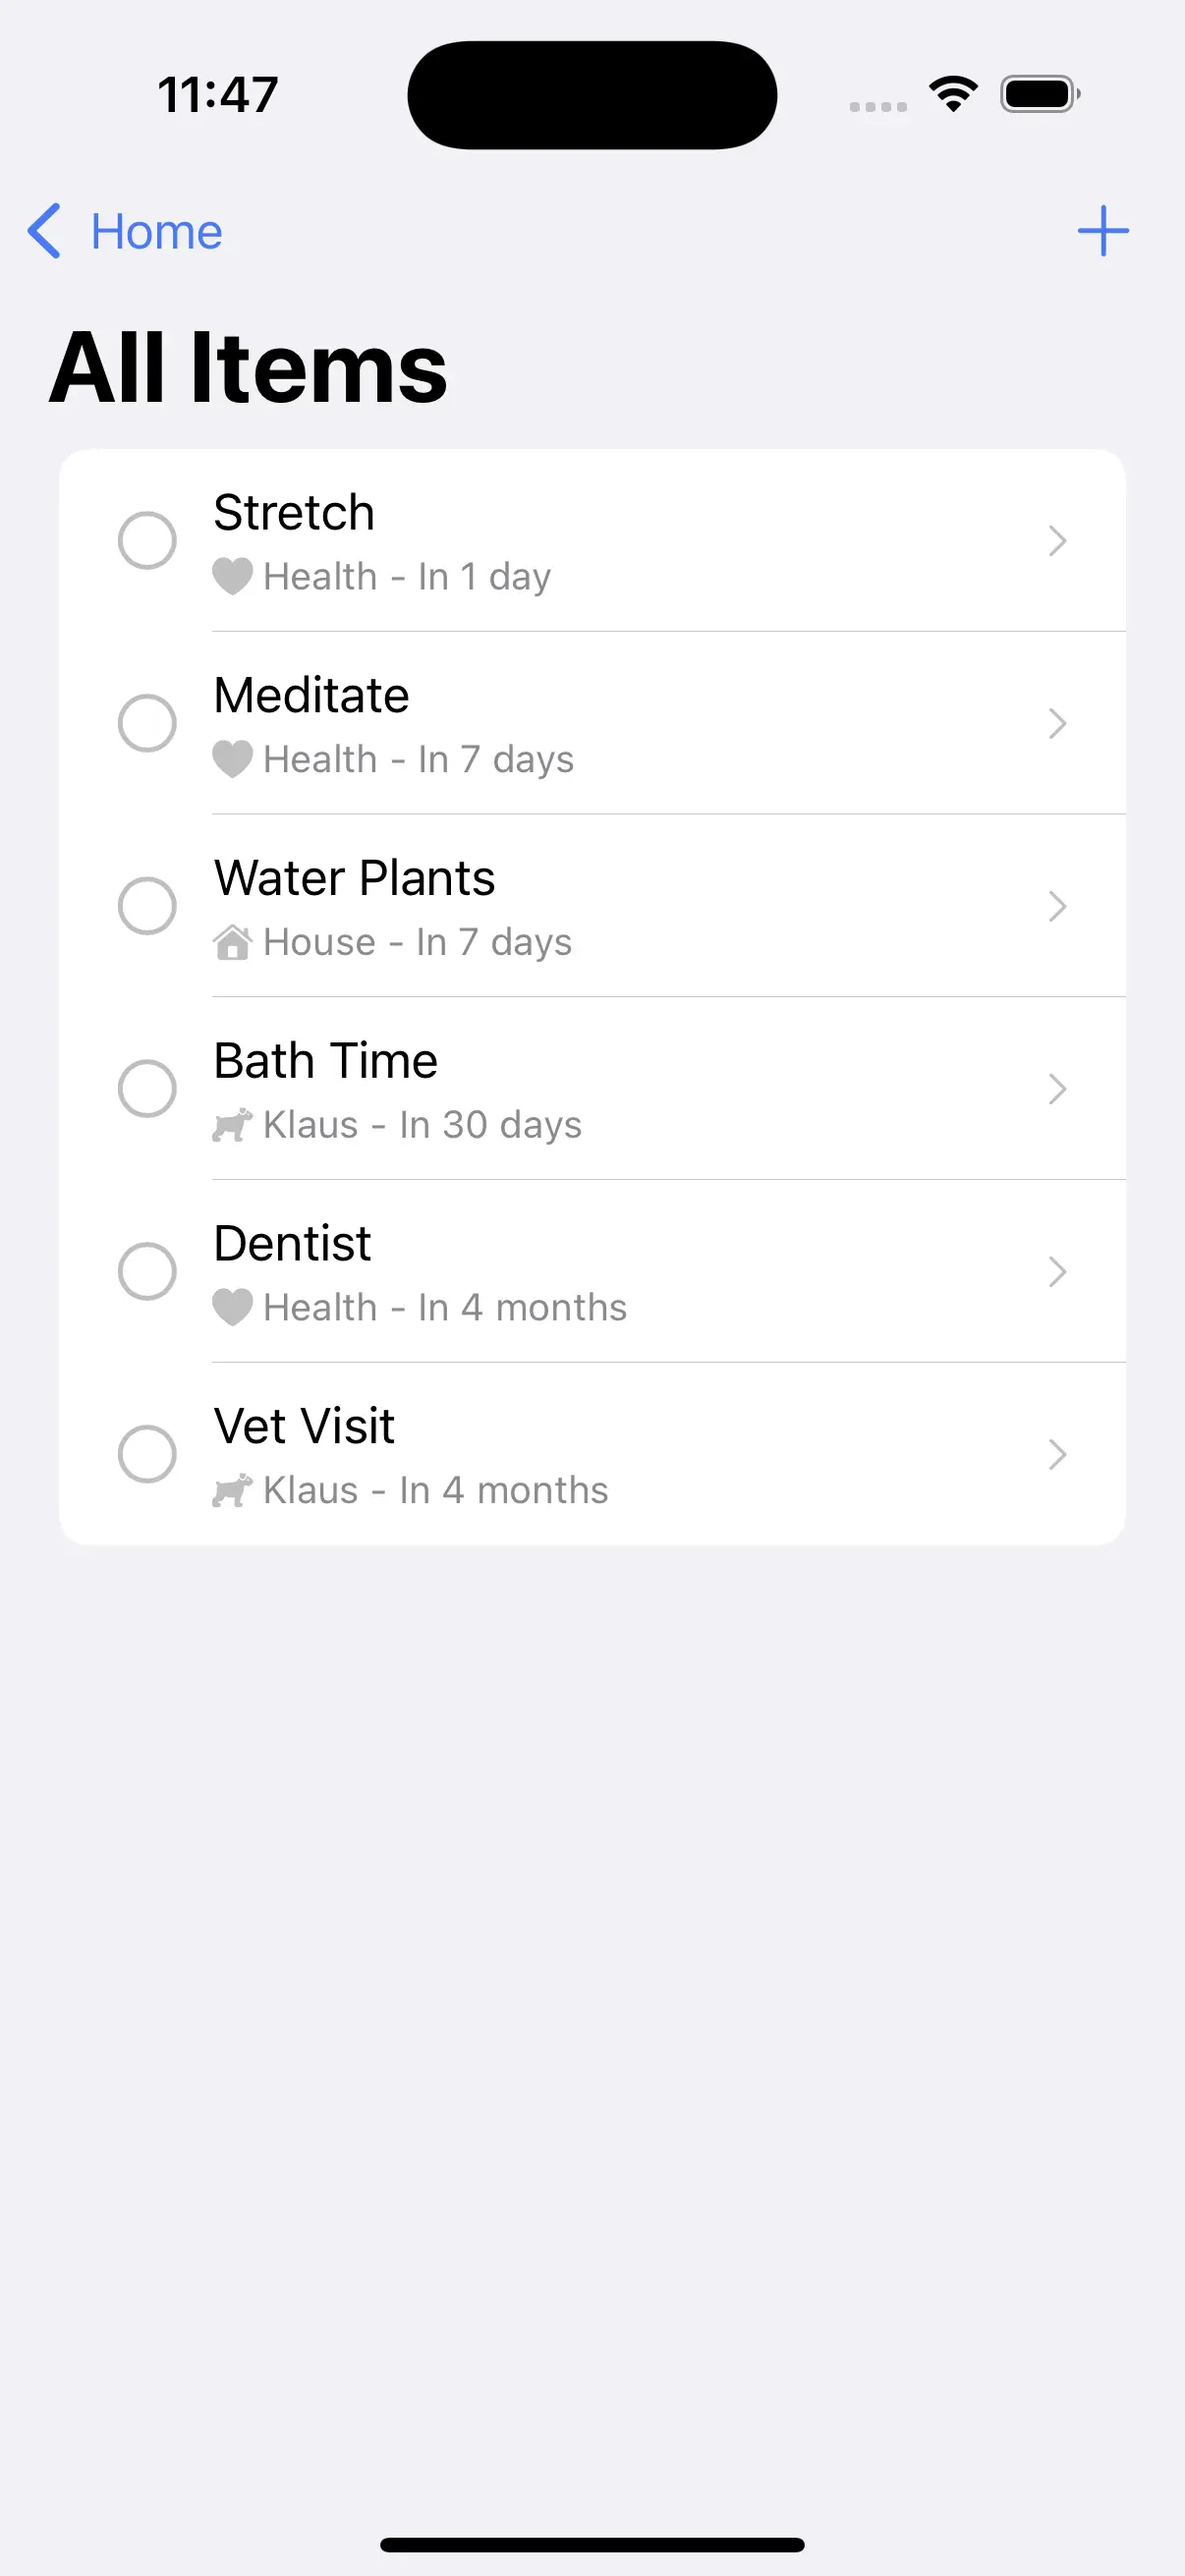 11:47
Home
All Items
Stretch
Health - In 1 day
Meditate
Health - In 7 days
Water Plants
House - In 7 days
Bath Time
Klaus - In 30 days
Dentist
Health - In 4 months
Vet Visit
Klaus - In 4 months